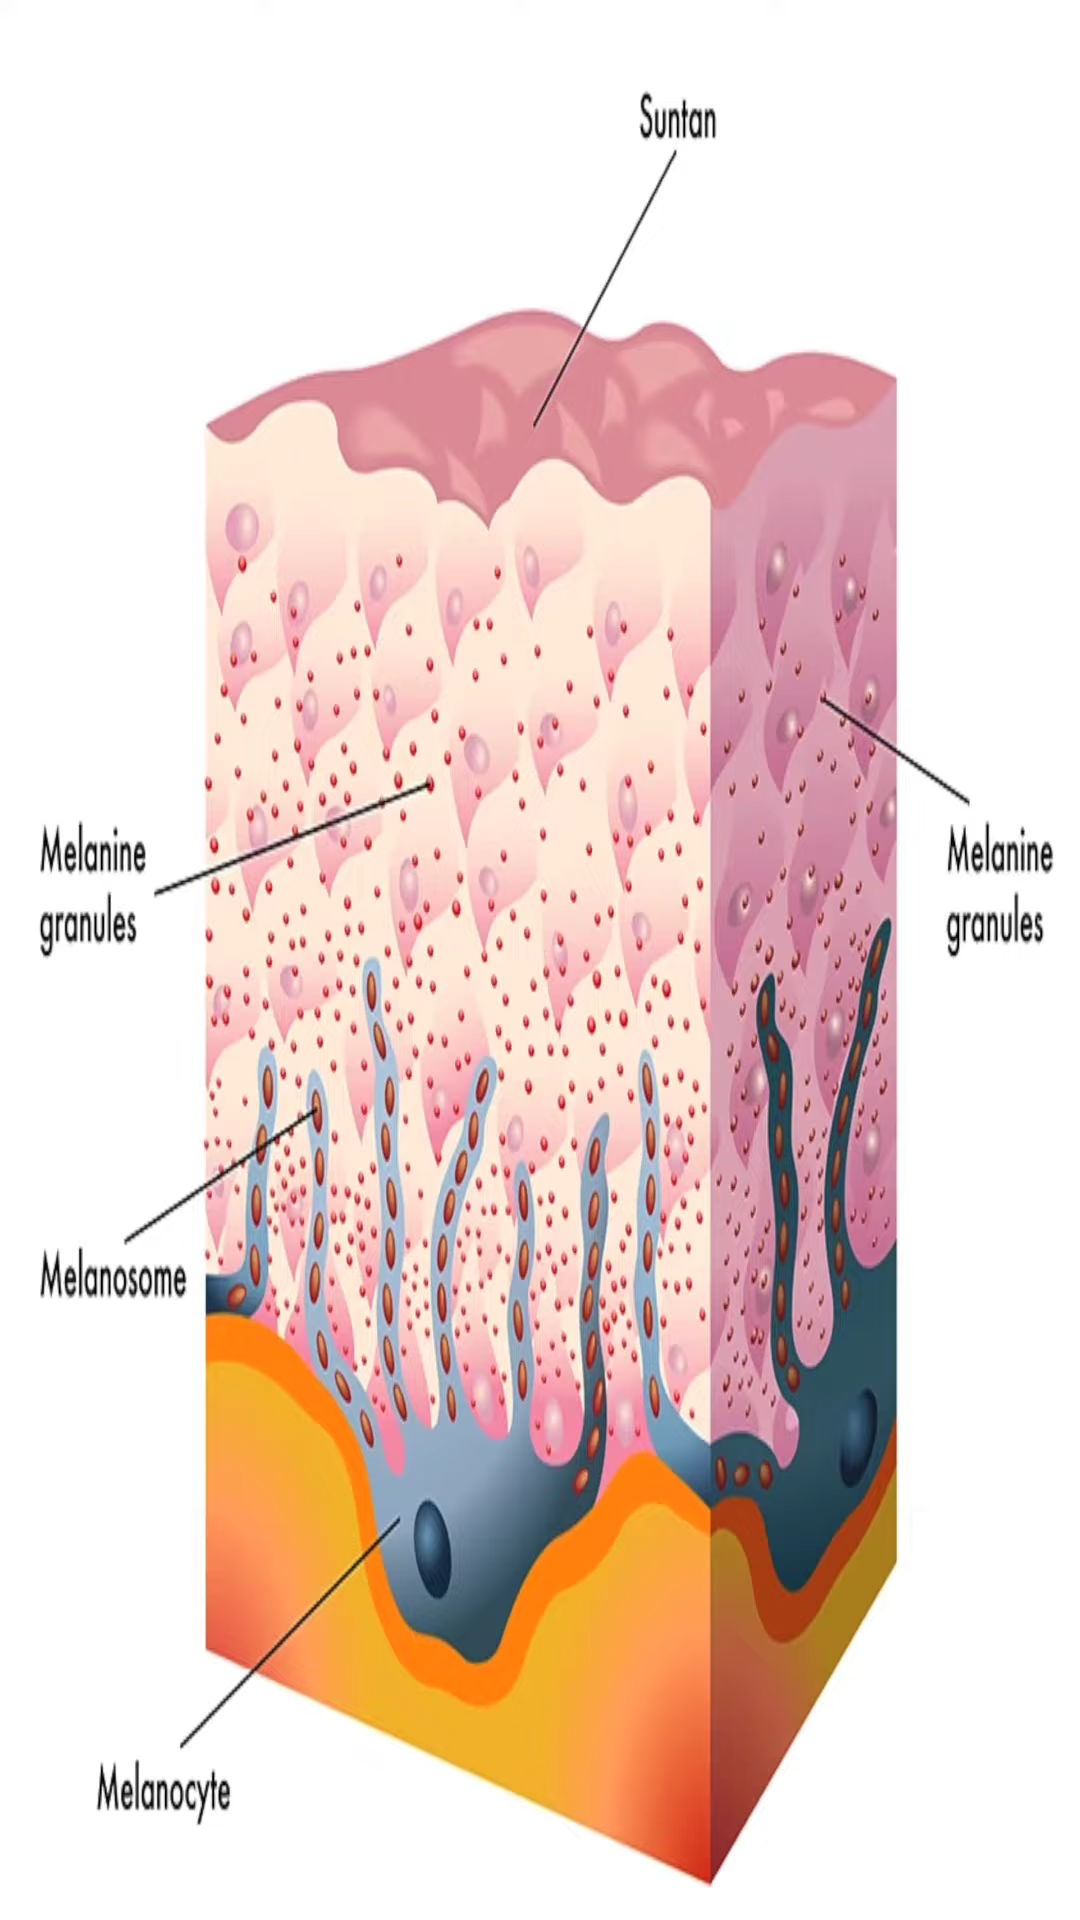 Suntan
Melanine
granules
Melanine
granules
Melanosome
Melanocyte